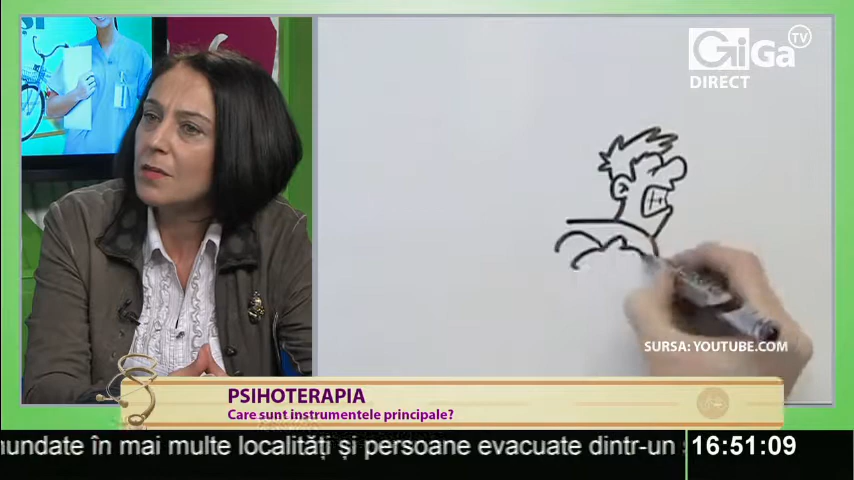 ȘI
GiGa TV
DIRECT
SURSA: YOUTUBE.COM
PSIHOTERAPIA
Care sunt instrumentele principale?
nundate în mai multe localități și persoane evacuate dintr-un
16:51:09